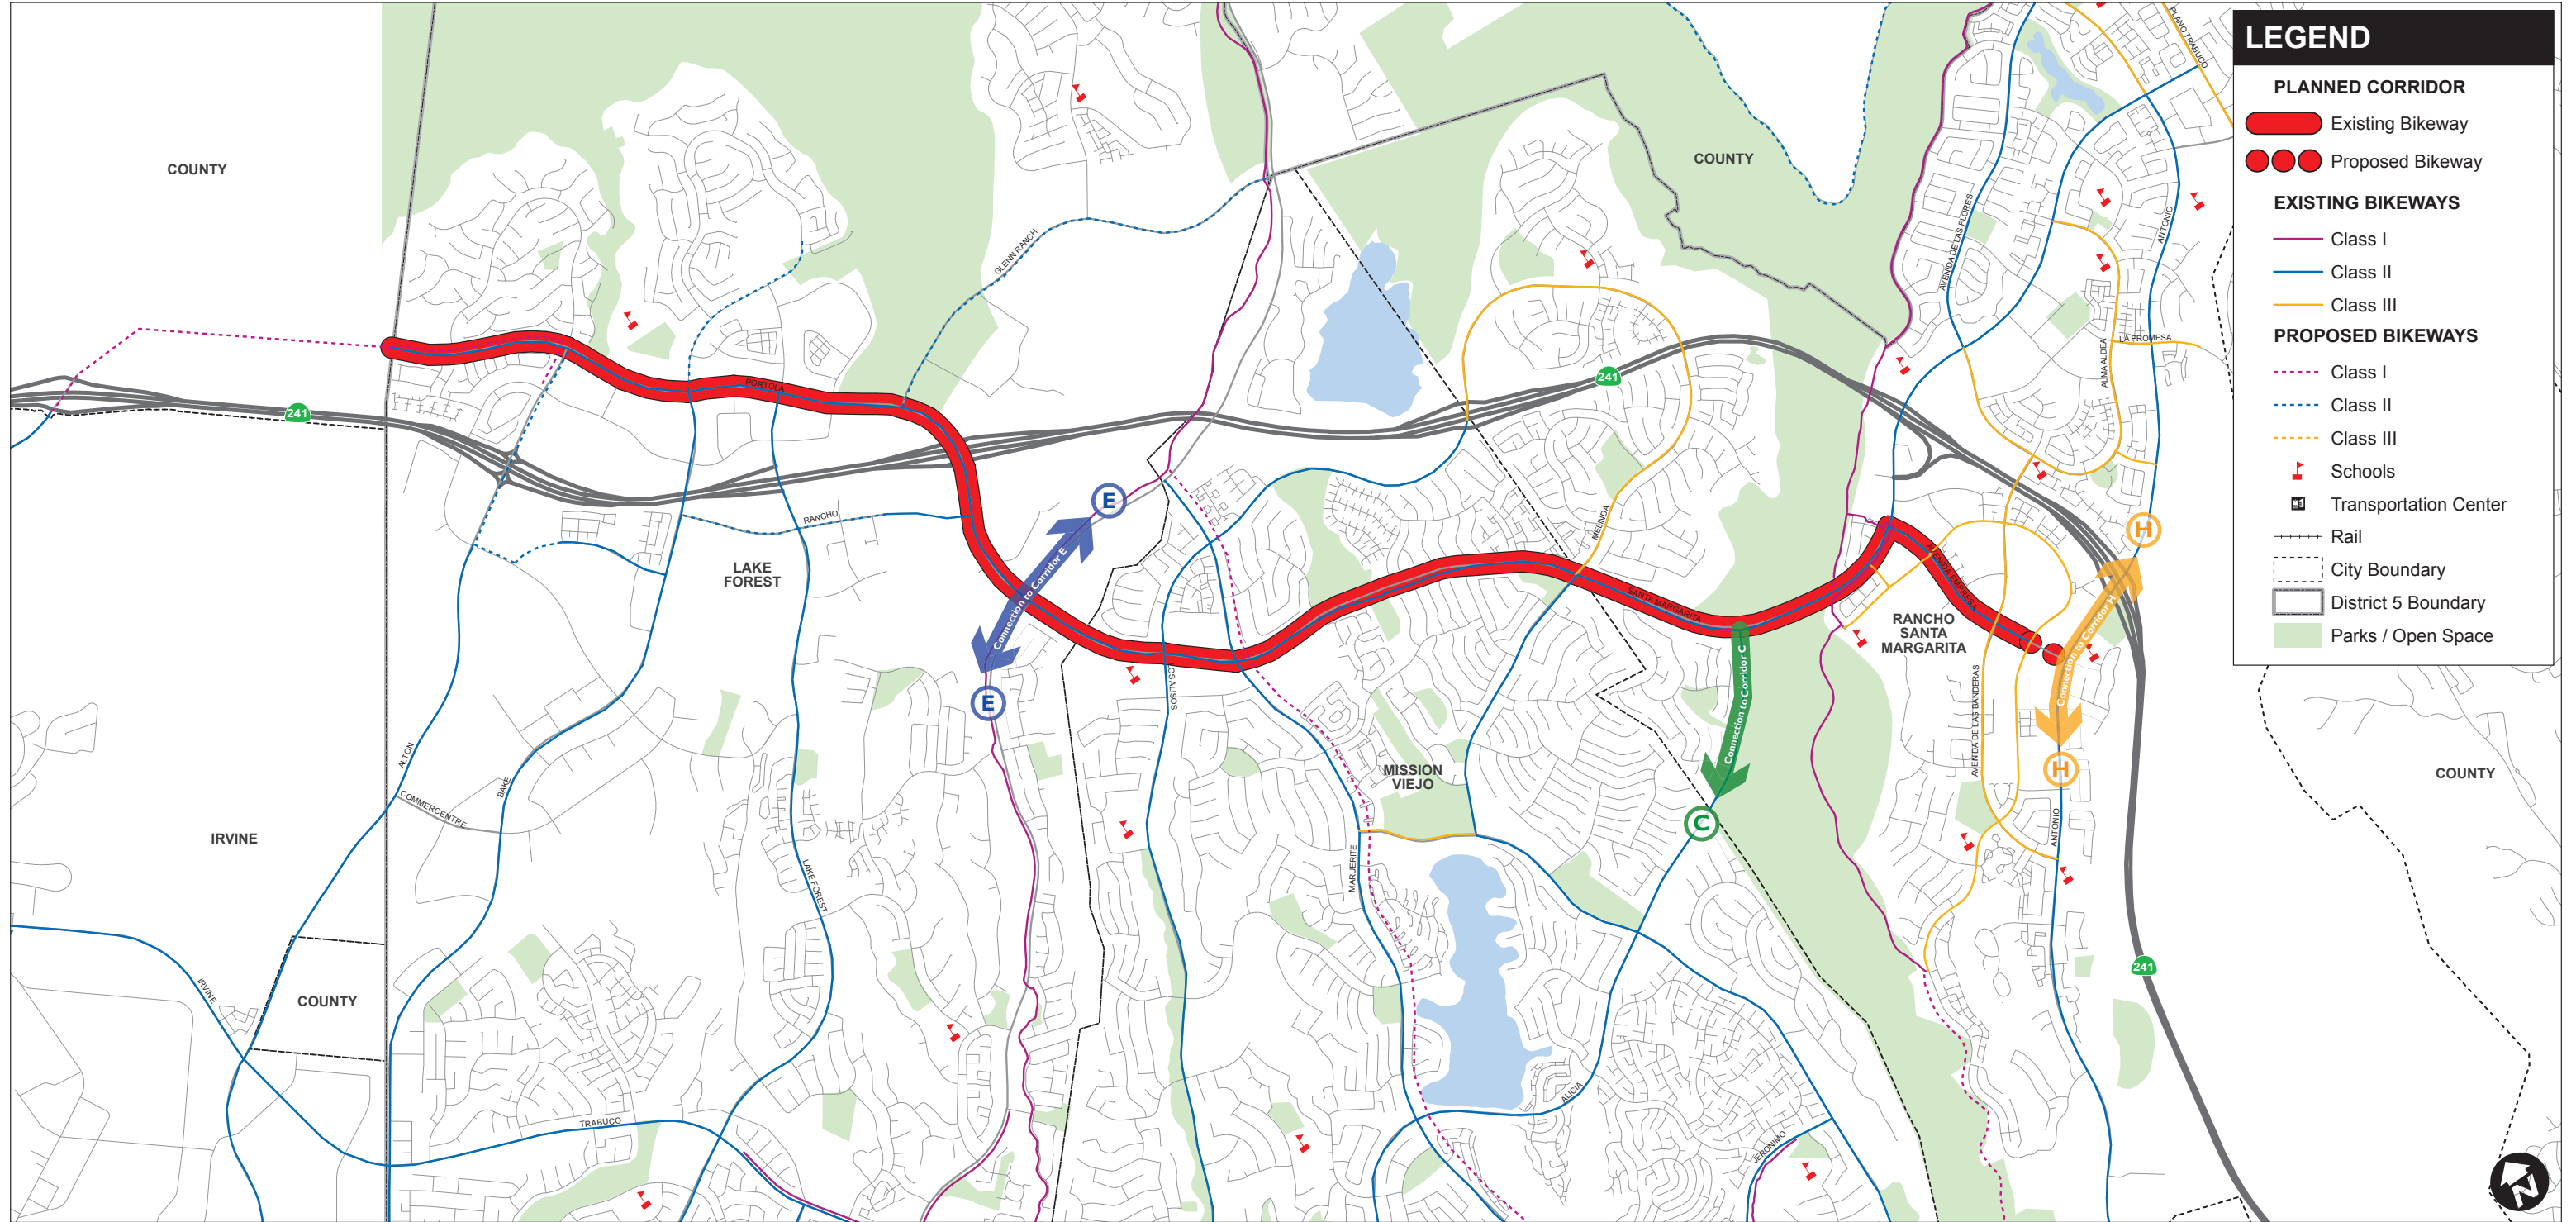 LEGEND
PLANNED CORRIDOR
Existing Bikeway
Proposed Bikeway
EXISTING BIKEWAYS
Class I
Class II
Class III
PROPOSED BIKEWAYS
Class I
Class II
Class III
Schools
Transportation Center
Rail
City Boundary
District 5 Boundary
Parks / Open Space
PLANO TRABUCO
COUNTY
COUNTY
AVENIDA DE LAS FLORES
ANTONIO
GLENN RANCH
LA PROMESA
ALMA ALDEA
241
241
PORTOLA
RANCHO
E
H
MELINDA
LAKE
FOREST
Connection to Corridor E
AVENIDA EMPRESA
SANTA MARGARITA
RANCHO
SANTA
MARGARITA
Connection to Corridor H
Connection to Corridor C
LOS ALISOS
E
AVENIDA DE LAS BANDERAS
H
ALTON
BAKE
COMMERCENTRE
MISSION
VIEJO
COUNTY
C
IRVINE
ANTONIO
MARUERITE
LAKE FOREST
241
IRVINE
COUNTY
ALICIA
TRABUCO
JERONIMO
N